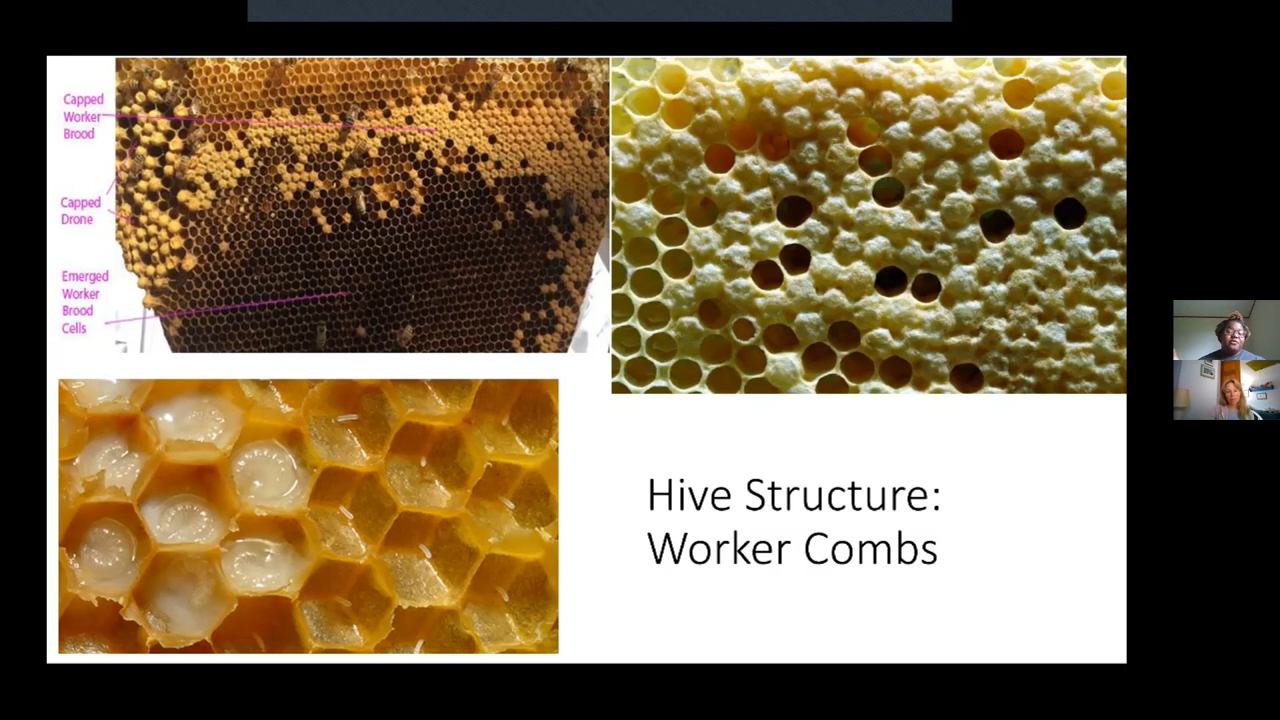 Capped
Worker
Brood
Capped
Drone
Emerged
Worker
Brood
Cells
Hive Structure:
Worker Combs